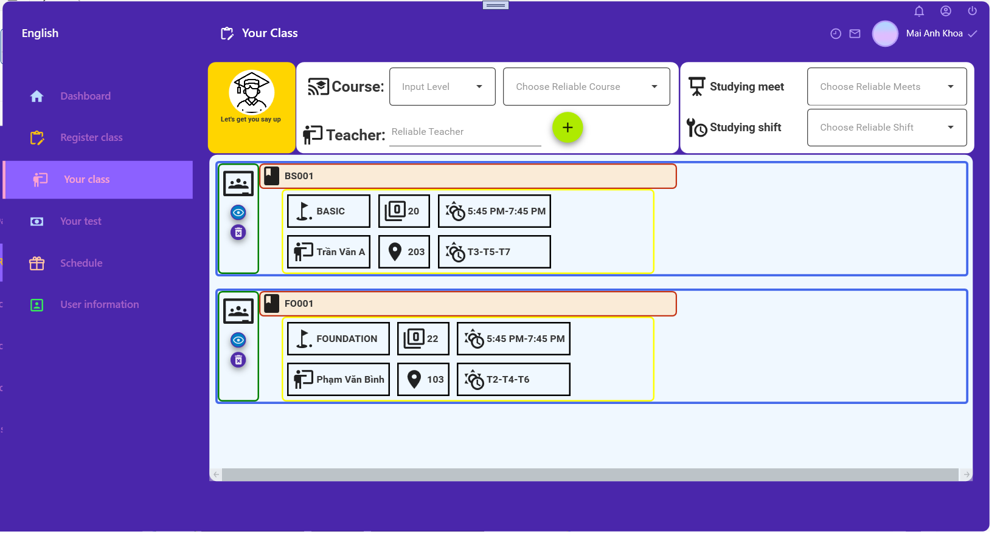 English
Your Class
Mai Anh Khoa
Dashboard
Register class
Your class
Your test
Schedule
User information
Let's get you say up
Course:
Input Level
Choose Reliable Course
Teacher:
Reliable Teacher
Studying meet
Choose Reliable Meets
Studying shift
Choose Reliable Shift
BS001
BASIC
20
5:45 PM-7:45 PM
Trần Văn A
203
T3-T5-T7
FO001
FOUNDATION
22
5:45 PM-7:45 PM
Phạm Văn Bình
103
T2-T4-T6